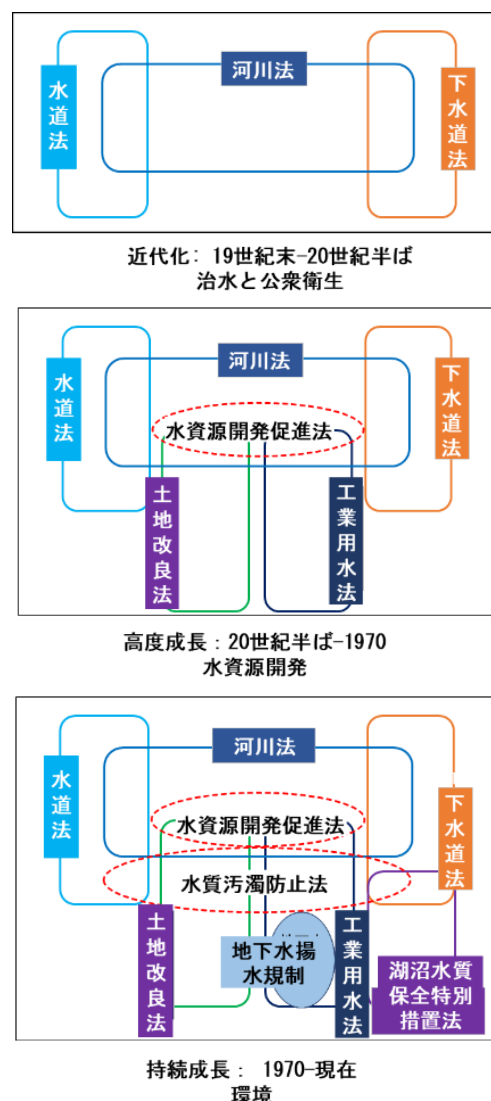 河川法
水道法
下水道法
近代化: 19世紀末-20世紀半ば
治水と公衆衛生
河川法
水道法
下水道法
水資源開発促進法
土地改良法
工業用水法
高度成長：20世紀半ば-1970
水資源開発
河川法
水道法
下水道法
水資源開発促進法
水質汚濁防止法
土地改良法
地下水揚
水規制
工業用水法
湖沼水質
保全特別
措置法
持続成長： 1970-現在
環境